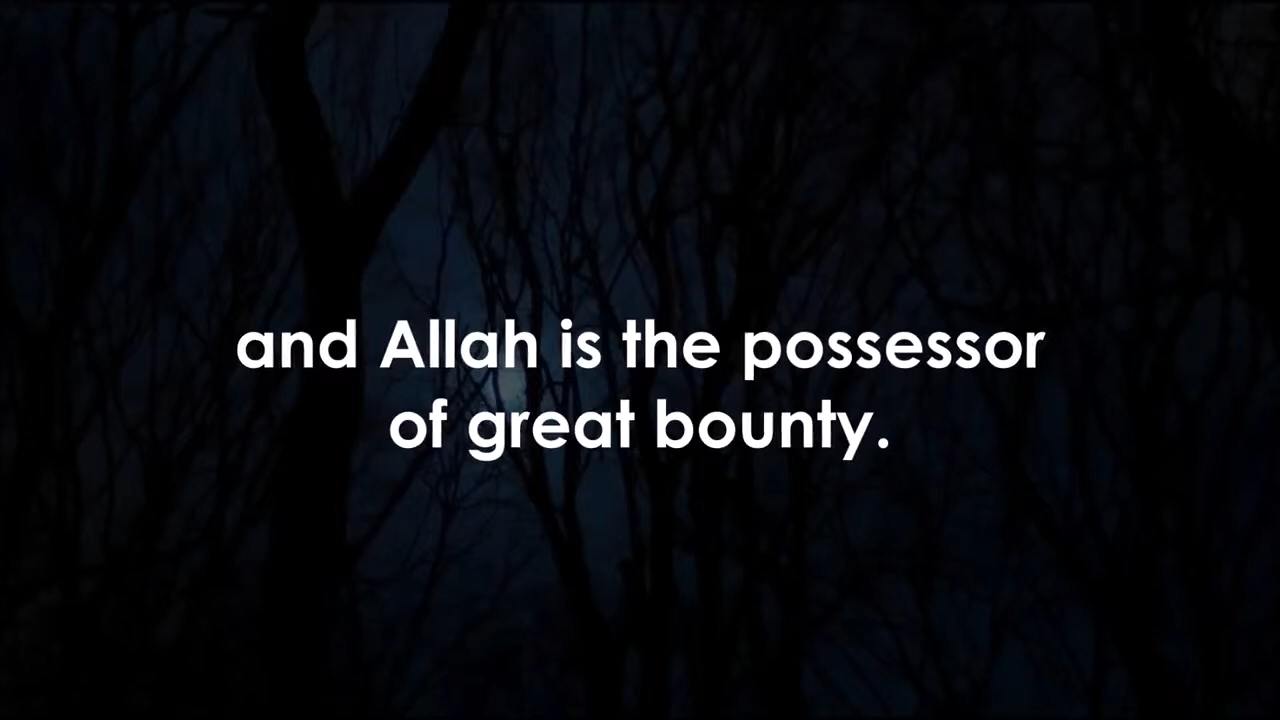 and Allah is the possessor
of great bounty.